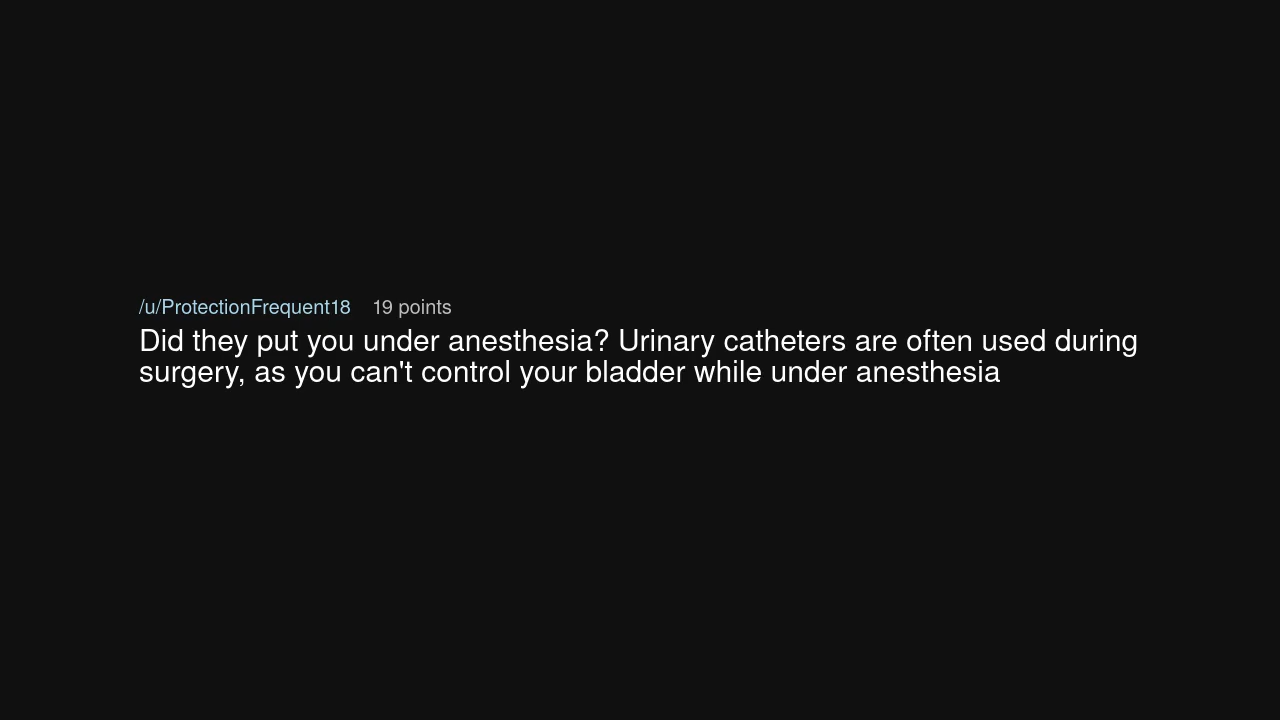 /u/ProtectionFrequent18 19 points
Did they put you under anesthesia? Urinary catheters are often used during
surgery, as you can't control your bladder while under anesthesia